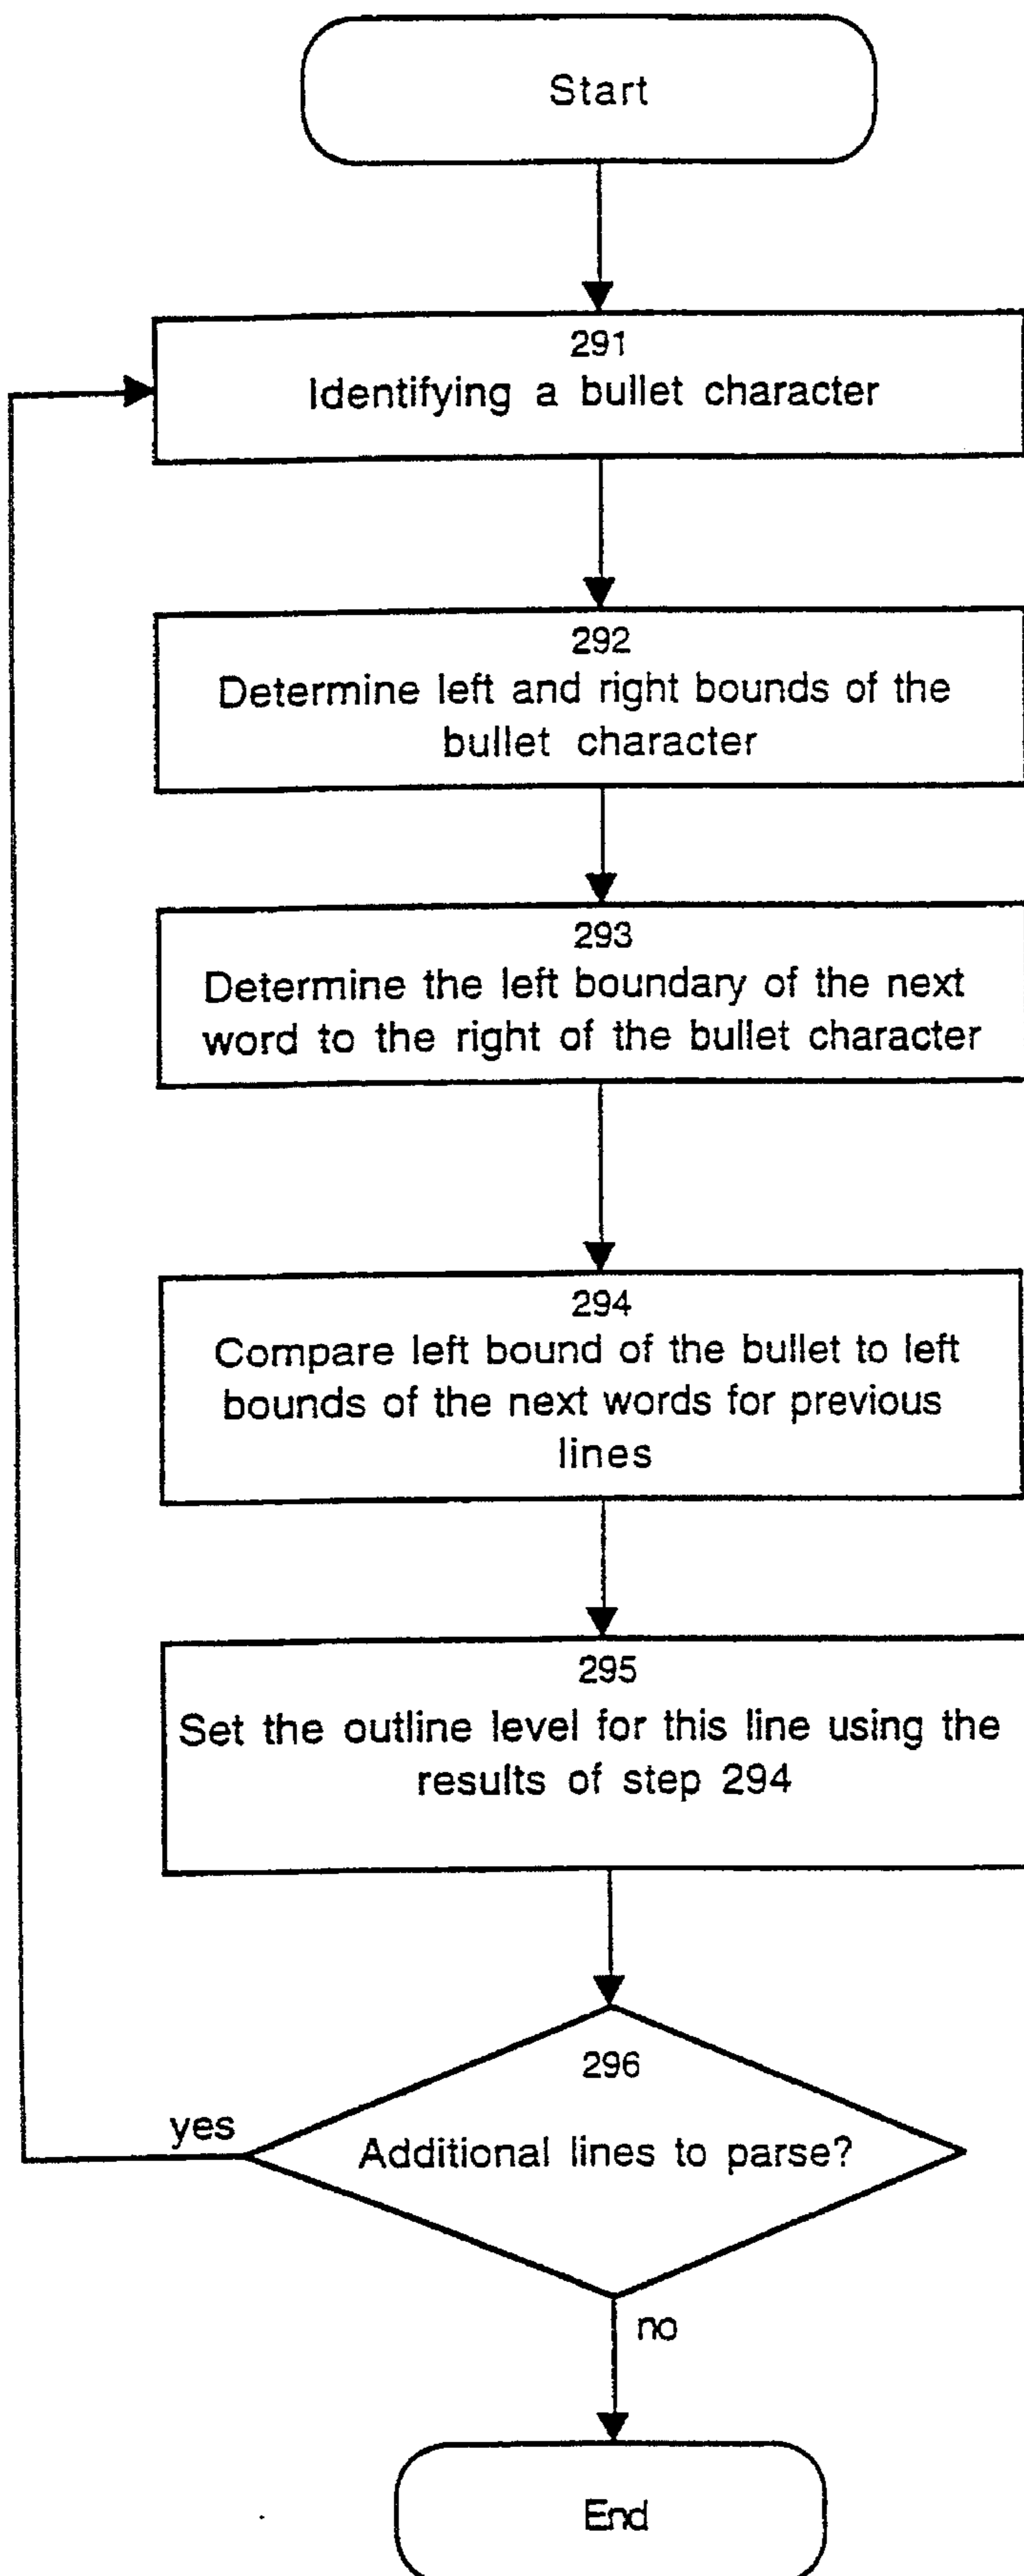 Start
291
Identifying a bullet character
292
Determine left and right bounds of the
bullet character
293
Determine the left boundary of the next
word to the right of the bullet character
294
Compare left bound of the bullet to left
bounds of the next words for previous
lines
295
Set the outline level for this line using the
results of step 294
296
Additional lines to parse?
yes
no
End